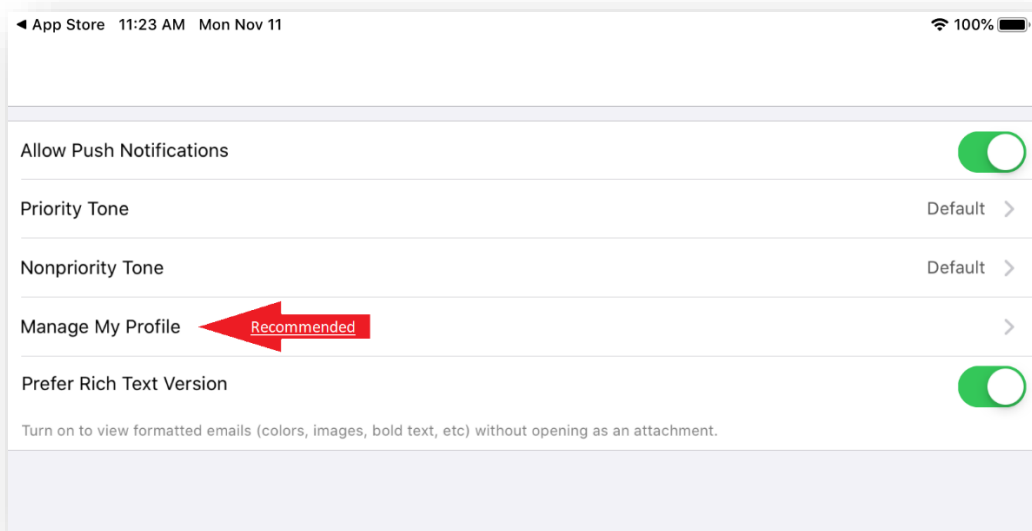 App Store 11:23 AM Mon Nov 11 100%
Allow Push Notifications
Priority Tone Default
Nonpriority Tone Default
Manage My Profile Recommended
Prefer Rich Text Version
Turn on to view formatted emails (colors, images, bold text, etc) without opening as an attachment.